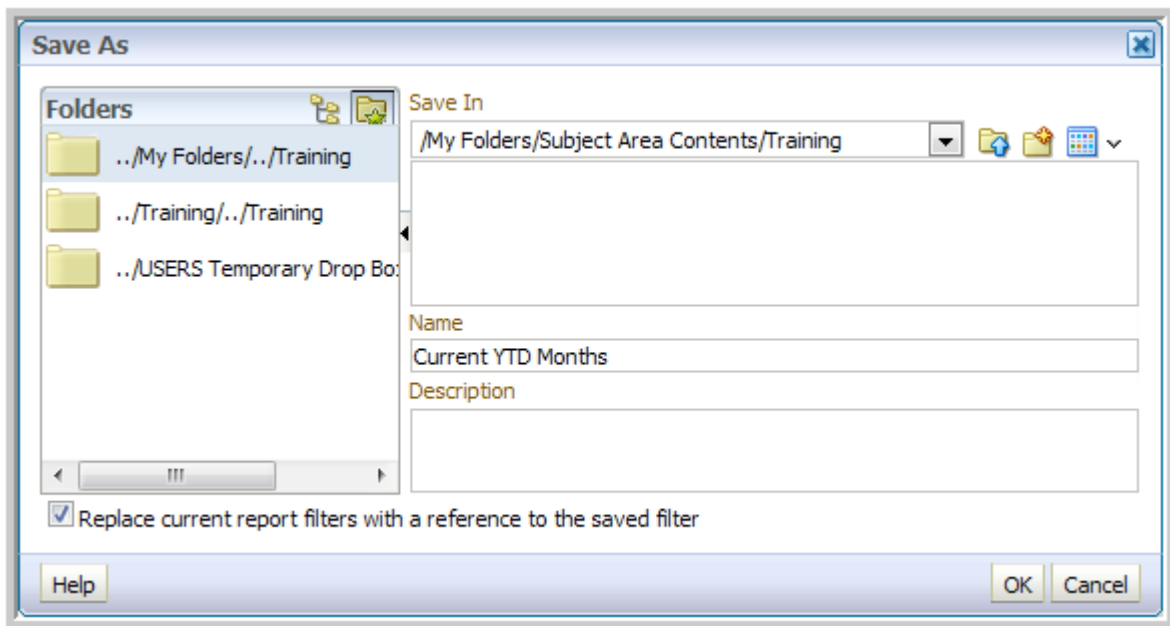 Save As
Folders
../My Folders/../Training
../Training/../Training
../USERS Temporary Drop Bo
Save In
/My Folders/Subject Area Contents/Training
Name
Current YTD Months
Description
Replace current report filters with a reference to the saved filter
Help
OK
Cancel